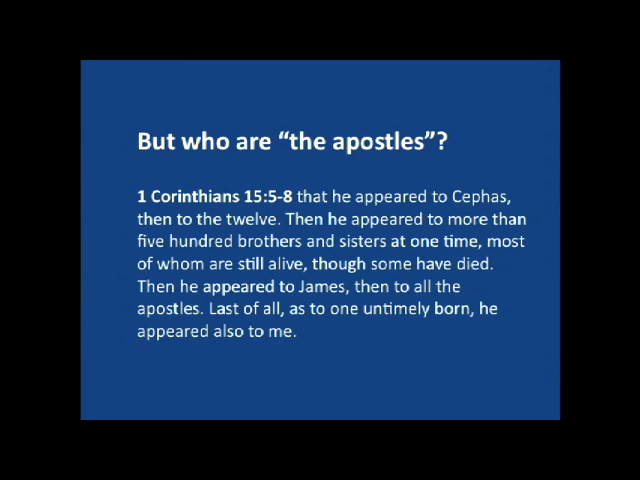 But who are “the apostles”?
1 Corinthians 15:5-8 that he appeared to Cephas,
then to the twelve. Then he appeared to more than
five hundred brothers and sisters at one time, most
of whom are still alive, though some have died.
Then he appeared to James, then to all the
apostles. Last of all, as to one untimely born, he
appeared also to me.